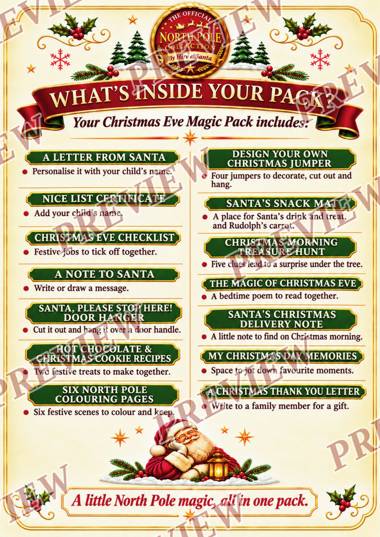 THE OFFICIAL
NORTH POLE
COLLECTION
By Hire a Santa
WHAT'S INSIDE YOUR PACK?
Your Christmas Eve Magic Pack includes:
A LETTER FROM SANTA
Personalise it with your child's name.
NICE LIST CERTIFICATE
Add your child's name.
CHRISTMAS EVE CHECKLIST
Festive jobs to tick off together.
A NOTE TO SANTA
Write or draw a message.
SANTA, PLEASE STOP HERE!
DOOR HANGER
Cut it out and hang it over a door handle.
HOT CHOCOLATE &
CHRISTMAS COOKIE RECIPES
Two festive treats to make together.
SIX NORTH POLE
COLOURING PAGES
Six festive scenes to colour and keep.
DESIGN YOUR OWN
CHRISTMAS JUMPER
Four jumpers to decorate, cut out and
hang.
SANTA'S SNACK MAT
A place for Santa's drink and treat,
and Rudolph's carrot.
CHRISTMAS MORNING
TREASURE HUNT
Five clues lead to a surprise under the tree.
THE MAGIC OF CHRISTMAS EVE
A bedtime poem to read together.
SANTA'S CHRISTMAS
DELIVERY NOTE
A little note to find on Christmas morning.
MY CHRISTMAS DAY MEMORIES
Space to jot down favourite moments.
A CHRISTMAS THANK YOU LETTER
Write to a family member for a gift.
A little North Pole magic, all in one pack.
PREVIEW
PREVIEW
PREVIEW
PREVIEW
PREVIEW
PREVIEW